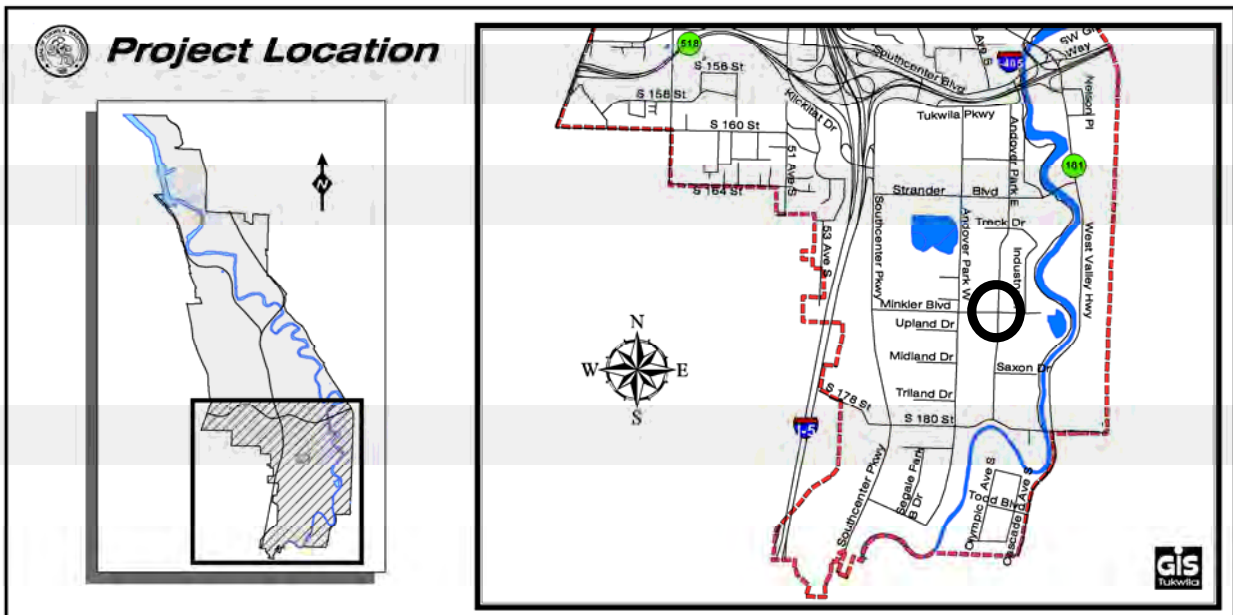 Project Location
N
518
S 156 St
S 158 St
S 160 St
S 164 St
Klickitat Dr
51 Ave S
53 Ave S
Southcenter Blvd
Ave S
I-405
SW Gr
Way
Nelson Pl
Tukwila Pkwy
Andover Park E
181
Strander Blvd
Treck Dr
Southcenter Pkwy
Andover Park W
Industry
West Valley Hwy
Minkler Blvd
Upland Dr
Midland Dr
Saxon Dr
Triland Dr
S 178 St
S 180 St
I-5
N
W E
S
Southcenter Pkwy
Segale Park
B Dr
Olympic Ave S
Todd Blvd
Cascade Ave S
GIS
Tukwila